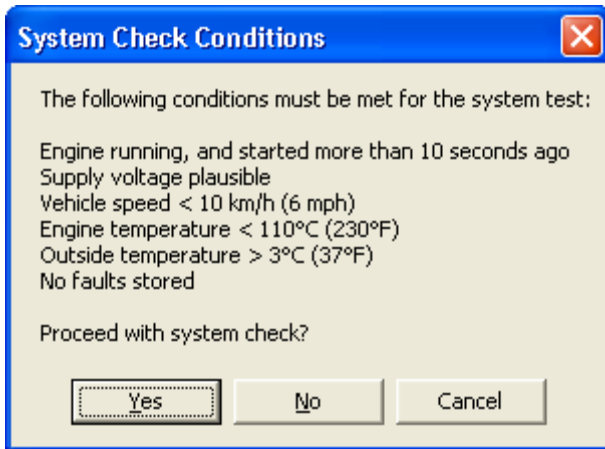 System Check Conditions
The following conditions must be met for the system test:
Engine running, and started more than 10 seconds ago
Supply voltage plausible
Vehicle speed < 10 km/h (6 mph)
Engine temperature < 110°C (230°F)
Outside temperature > 3°C (37°F)
No faults stored
Proceed with system check?
Yes No Cancel